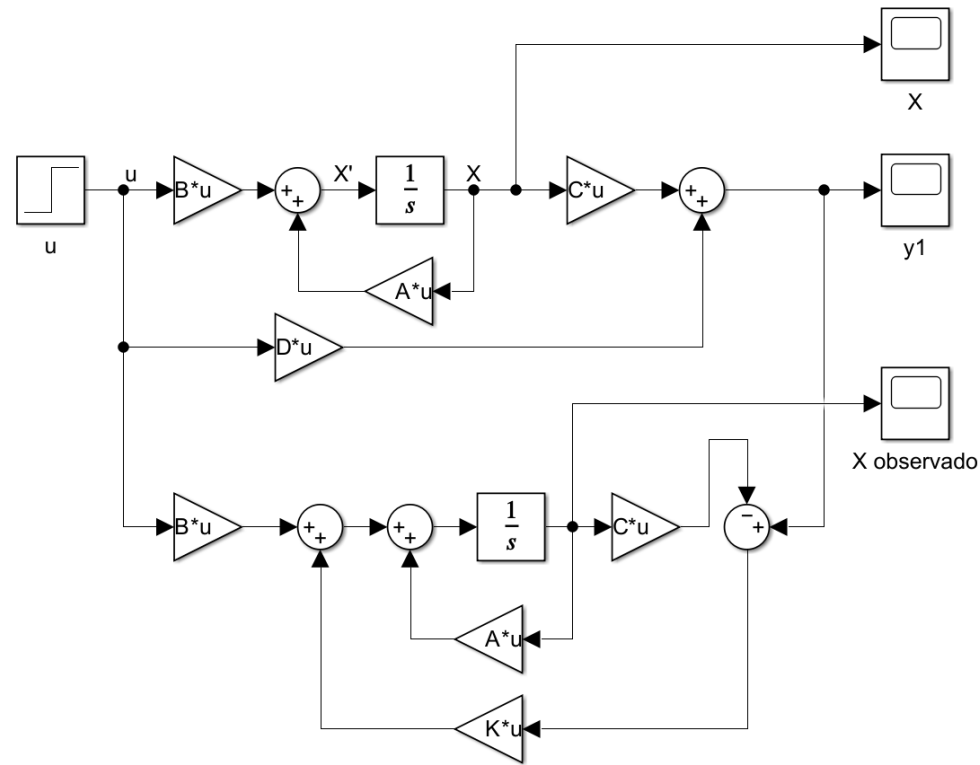 X
u
B*u
+
+
X'
1
s
X
C*u
+
+
u
y1
A*u
D*u
X observado
B*u
+
+
+
+
1
s
C*u
−
+
A*u
K*u